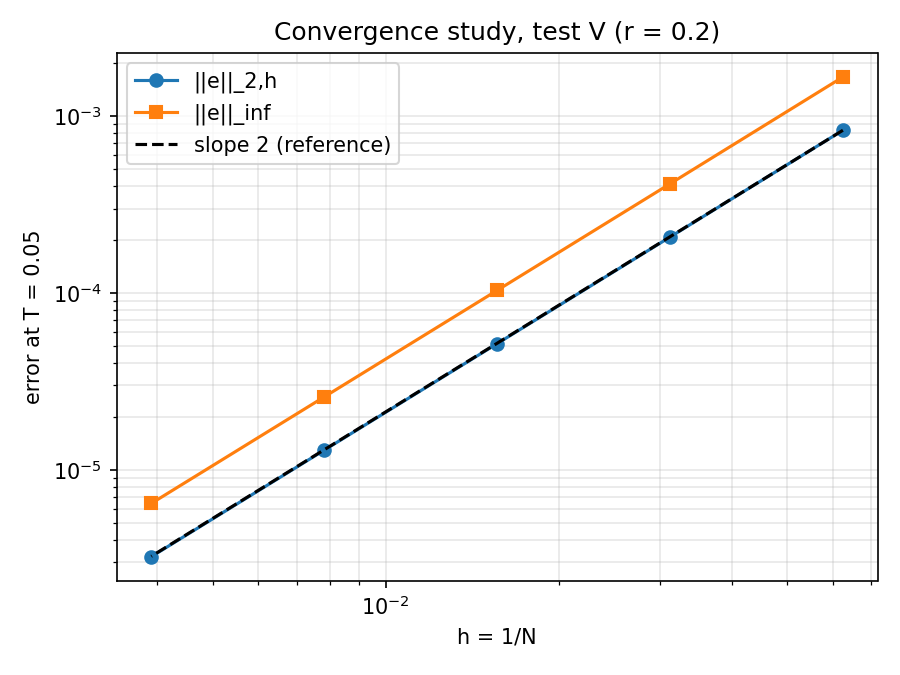 Convergence study, test V (r = 0.2)
||e||_2,h
||e||_inf
slope 2 (reference)
error at T = 0.05
10⁻³
10⁻⁴
10⁻⁵
10⁻²
h = 1/N